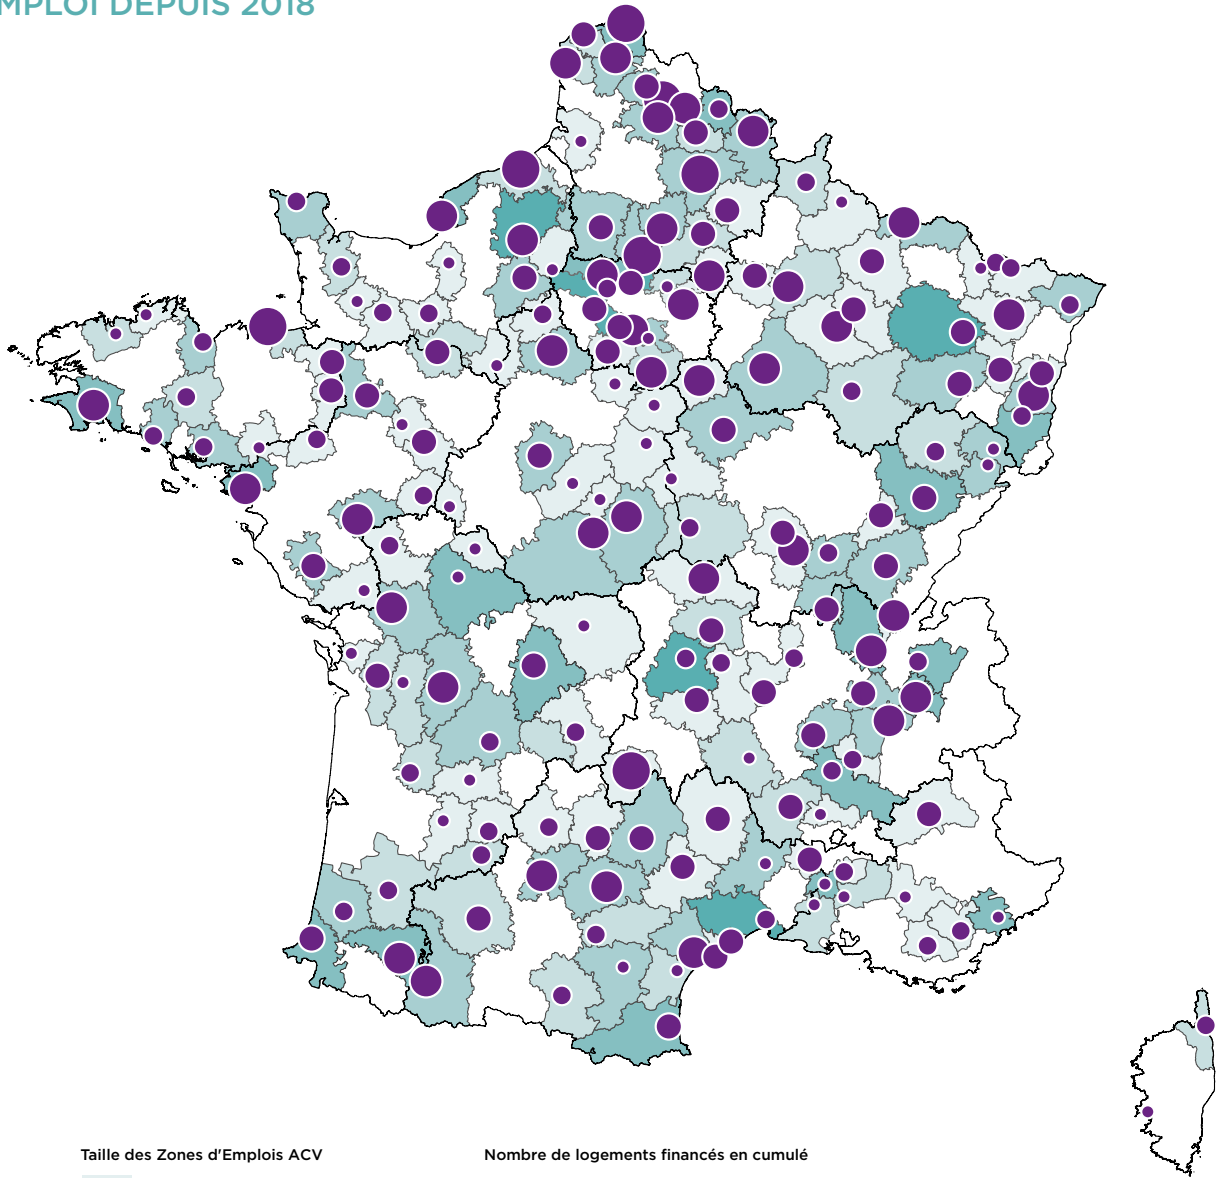 MPLOI DEPUIS 2018
Taille des Zones d'Emplois ACV
Nombre de logements financés en cumulé